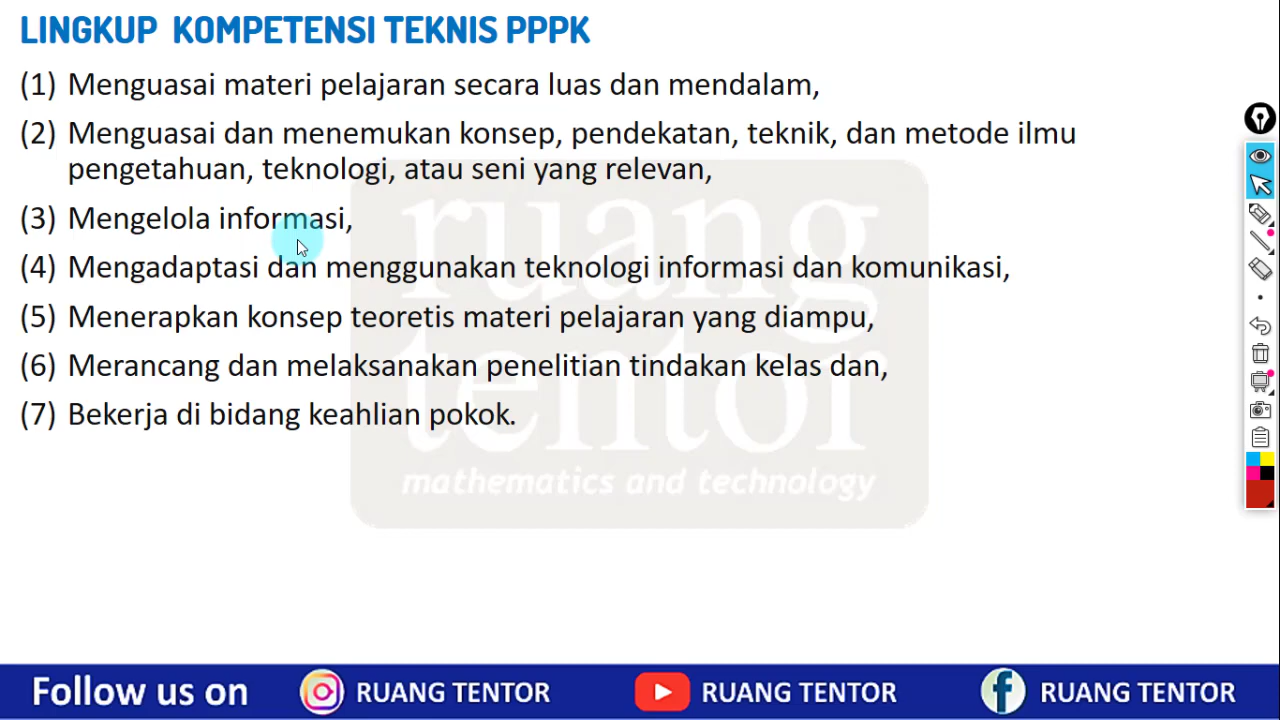 LINGKUP KOMPETENSI TEKNIS PPPK
(1) Menguasai materi pelajaran secara luas dan mendalam,
(2) Menguasai dan menemukan konsep, pendekatan, teknik, dan metode ilmu
pengetahuan, teknologi, atau seni yang relevan,
(3) Mengelola informasi,
(4) Mengadaptasi dan menggunakan teknologi informasi dan komunikasi,
(5) Menerapkan konsep teoretis materi pelajaran yang diampu,
(6) Merancang dan melaksanakan penelitian tindakan kelas dan,
(7) Bekerja di bidang keahlian pokok.
ruang
tentor
mathematics and technology
Follow us on RUANG TENTOR RUANG TENTOR RUANG TENTOR